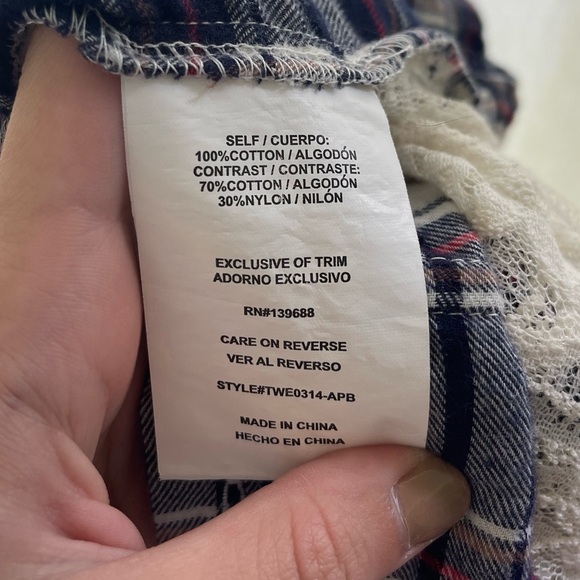 SELF / CUERPO:
100%COTTON / ALGODÓN
CONTRAST / CONTRASTE:
70%COTTON / ALGODÓN
30%NYLON / NILÓN
EXCLUSIVE OF TRIM
ADORNO EXCLUSIVO
RN#139688
CARE ON REVERSE
VER AL REVERSO
STYLE#TWE0314-APB
MADE IN CHINA
HECHO EN CHINA